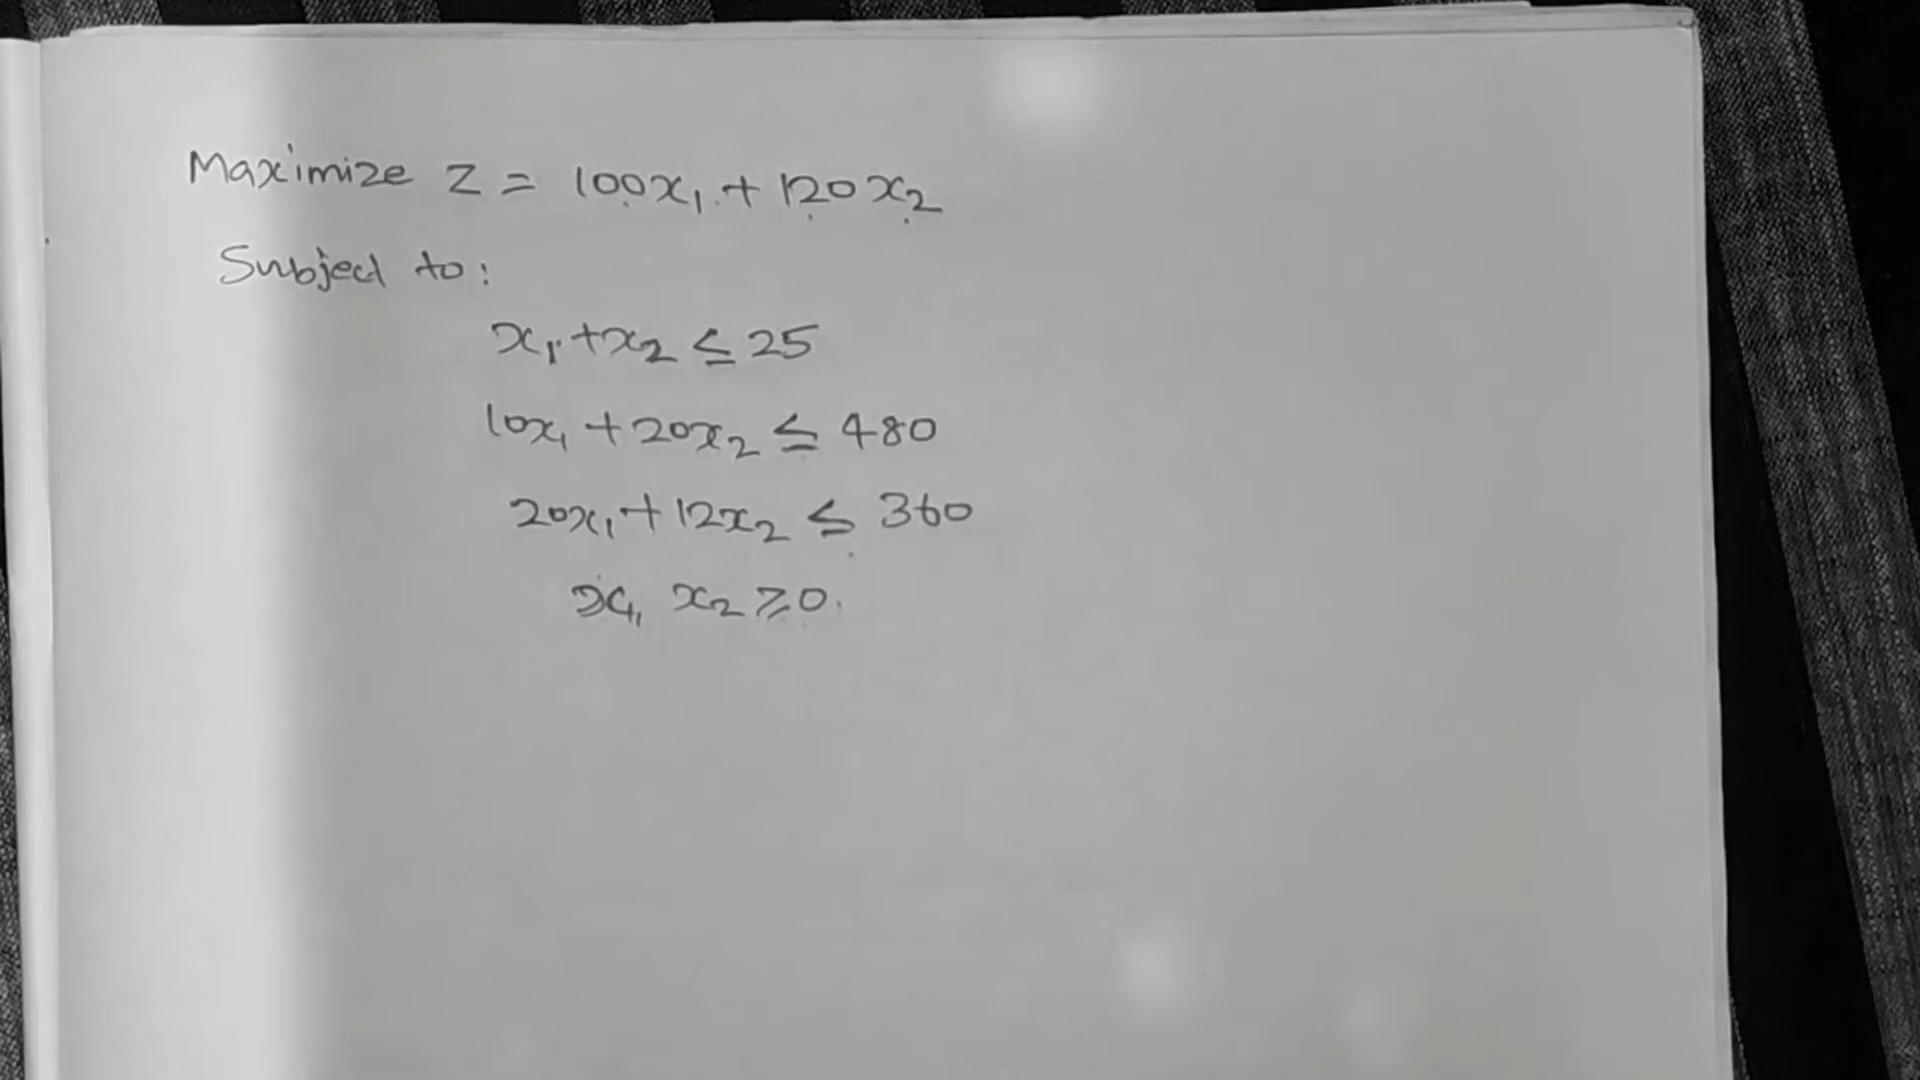 Maximize Z = 100x₁ + 120x₂
Subject to:
x₁ + x₂ ≤ 25
10x₁ + 20x₂ ≤ 480
20x₁ + 12x₂ ≤ 360
x₁, x₂ ≥ 0.